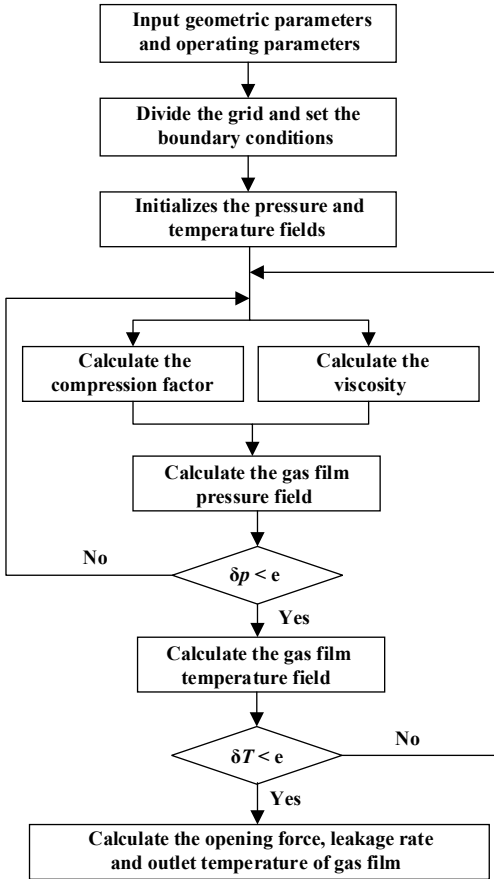 Input geometric parameters
and operating parameters
Divide the grid and set the
boundary conditions
Initializes the pressure and
temperature fields
Calculate the
compression factor
Calculate the
viscosity
Calculate the gas film
pressure field
No
δp < e
Yes
Calculate the gas film
temperature field
No
δT < e
Yes
Calculate the opening force, leakage rate
and outlet temperature of gas film